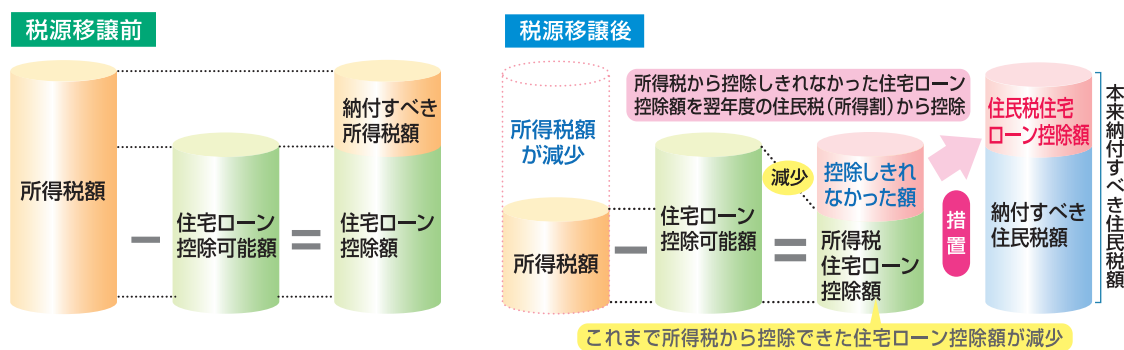 税源移譲前
所得税額
−
住宅ローン
控除可能額
=
納付すべき
所得税額
住宅ローン
控除額
税源移譲後
所得税額
が減少
所得税額
−
住宅ローン
控除可能額
減少
=
控除しきれ
なかった額
所得税
住宅ローン
控除額
所得税から控除しきれなかった住宅ローン
控除額を翌年度の住民税（所得割）から控除
措置
住民税住宅
ローン控除額
納付すべき
住民税額
本来納付すべき住民税額
これまで所得税から控除できた住宅ローン控除額が減少